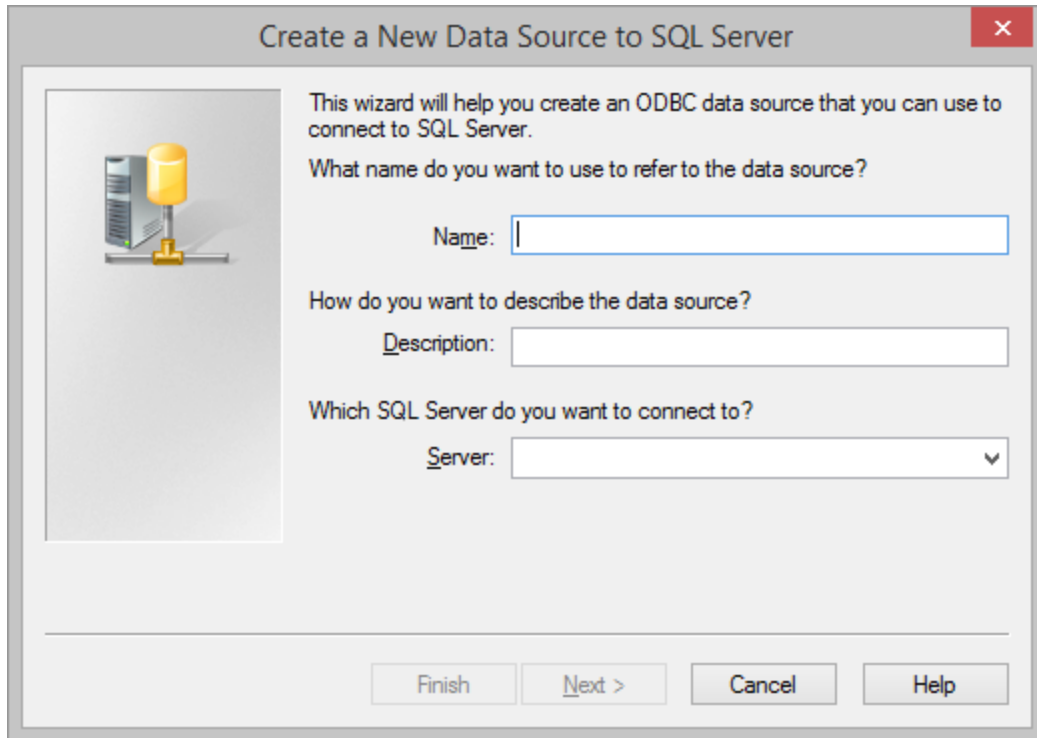 Create a New Data Source to SQL Server
This wizard will help you create an ODBC data source that you can use to
connect to SQL Server.
What name do you want to use to refer to the data source?
Name:
How do you want to describe the data source?
Description:
Which SQL Server do you want to connect to?
Server:
Finish Next > Cancel Help